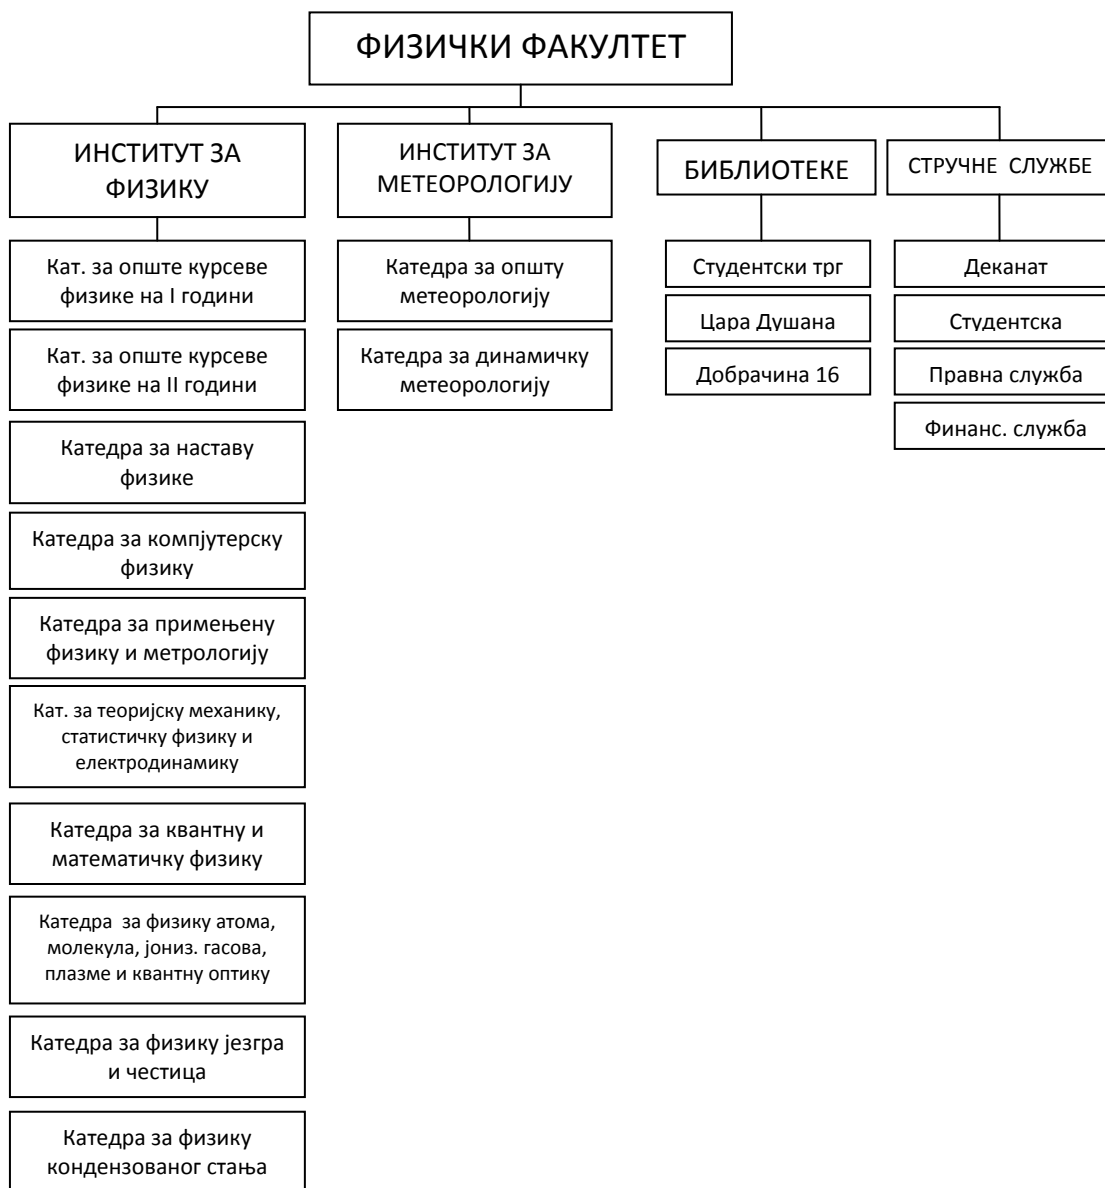 ФИЗИЧКИ ФАКУЛТЕТ
ИНСТИТУТ ЗА
ФИЗИКУ
Кат. за опште курсеве
физике на I години
Кат. за опште курсеве
физике на II години
Катедра за наставу
физике
Катедра за компјутерску
физику
Катедра за примењену
физику и метрологију
Кат. за теоријску механику,
статистичку физику и
електродинамику
Катедра за квантну и
математичку физику
Катедра за физику атома,
молекула, јониз. гасова,
плазме и квантну оптику
Катедра за физику језгра
и честица
Катедра за физику
кондензованог стања
ИНСТИТУТ ЗА
МЕТЕОРОЛОГИЈУ
Катедра за општу
метеорологију
Катедра за динамичку
метеорологију
БИБЛИОТЕКЕ
Студентски трг
Цара Душана
Добрачина 16
СТРУЧНЕ СЛУЖБЕ
Деканат
Студентска
Правна служба
Финанс. служба